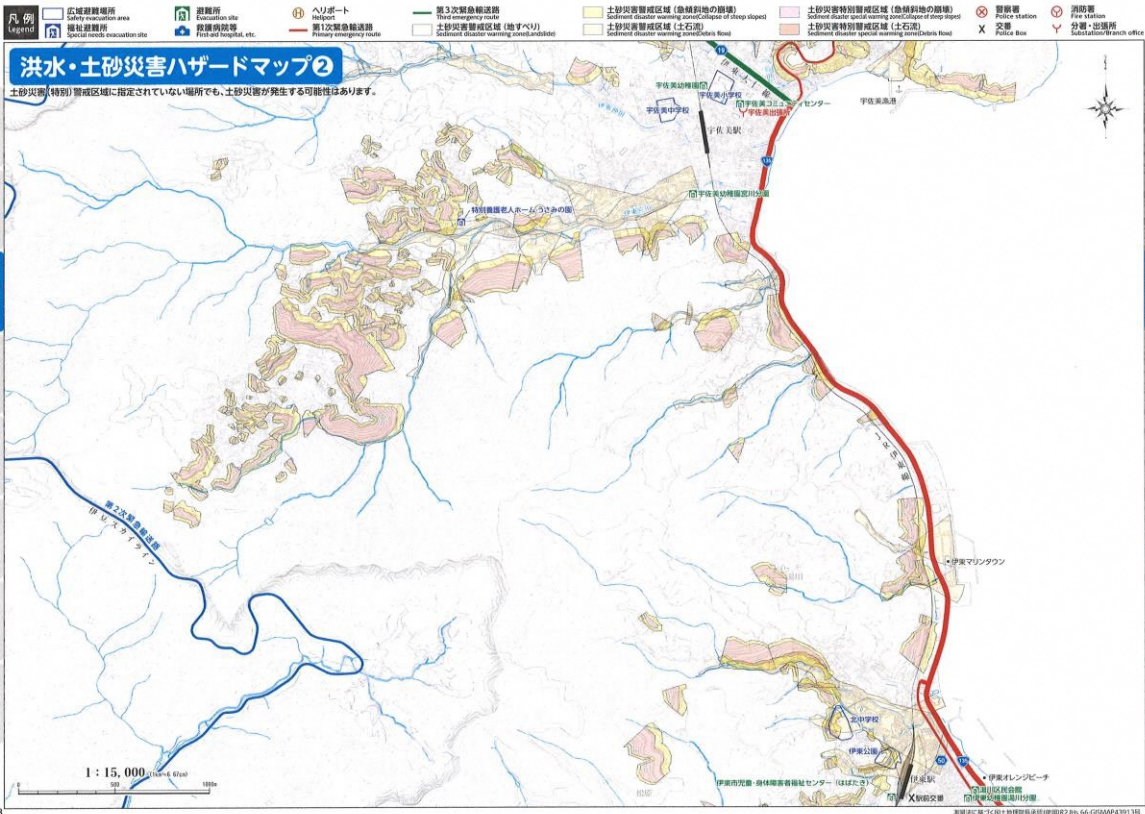 凡例
Legend
広域避難場所
Safety evacuation area
福祉避難所
Special needs evacuation site
避難所
Evacuation site
救護病院等
First-aid hospital, etc.
ヘリポート
Heliport
第1次緊急輸送路
Primary emergency route
第3次緊急輸送路
Third emergency route
土砂災害警戒区域（地すべり）
Sediment disaster warning zone(Landslide)
土砂災害警戒区域（急傾斜地の崩壊）
Sediment disaster warning zone(Collapse of steep slopes)
土砂災害警戒区域（土石流）
Sediment disaster warning zone(Debris flow)
土砂災害特別警戒区域（急傾斜地の崩壊）
Sediment disaster special warning zone(Collapse of steep slopes)
土砂災害特別警戒区域（土石流）
Sediment disaster special warning zone(Debris flow)
警察署
Police station
X 交番
Police Box
消防署
Fire station
分署・出張所
Substation/Branch office
洪水・土砂災害ハザードマップ❷
土砂災害(特別)警戒区域に指定されていない場所でも、土砂災害が発生する可能性はあります。
19
宇佐美幼稚園
宇佐美小学校
宇佐美中学校
宇佐美コミュニティセンター
宇佐美出張所
宇佐美漁港
宇佐美駅
135
宇佐美幼稚園宮川分園
特別養護老人ホームうさみの園
第2次緊急輸送路
伊豆スカイライン
伊東マリンタウン
北中学校
伊東公園
伊東市児童・身体障害者福祉センター（はばたき）
伊東駅
X駅前交番
50
135
伊東オレンジビーチ
湯川区民会館
伊東幼稚園湯川分園
1：15,000
0 500 1000m